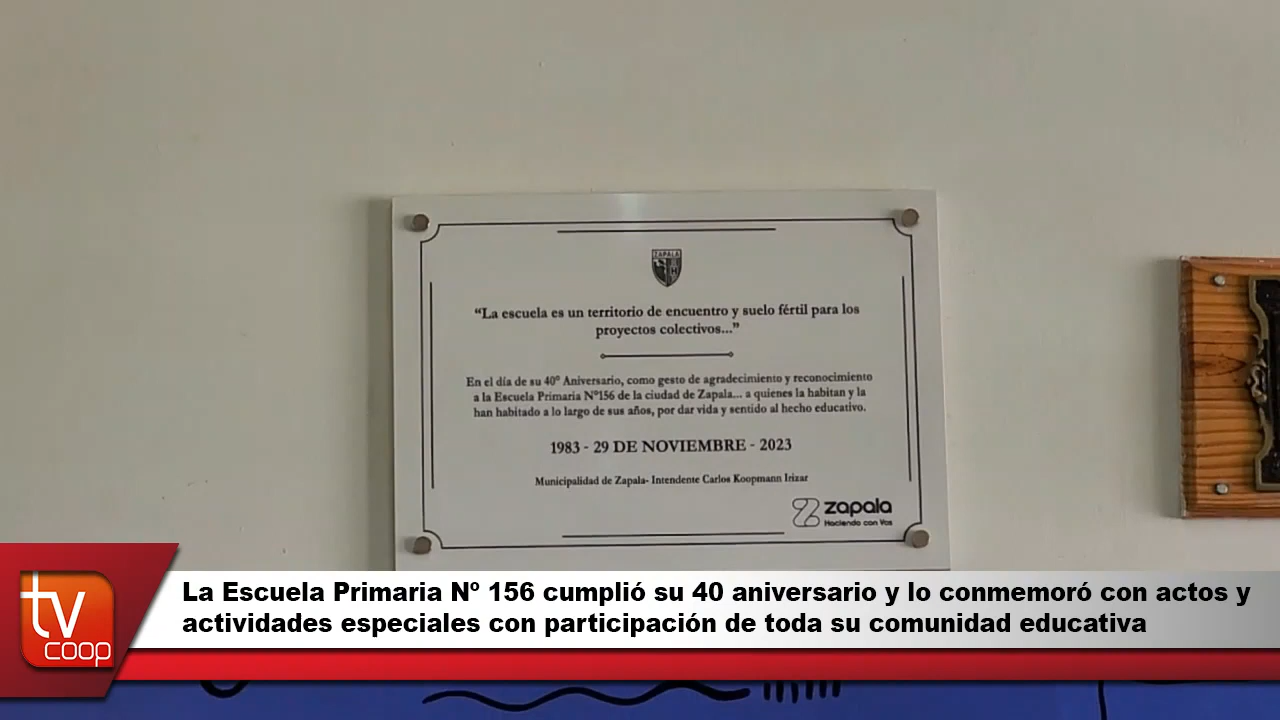 ZAPALA
“La escuela es un territorio de encuentro y suelo fértil para los
proyectos colectivos...”
En el día de su 40º Aniversario, como gesto de agradecimiento y reconocimiento
a la Escuela Primaria Nº156 de la ciudad de Zapala... a quienes la habitan y la
han habitado a lo largo de sus años, por dar vida y sentido al hecho educativo.
1983 - 29 DE NOVIEMBRE - 2023
Municipalidad de Zapala- Intendente Carlos Koopmann Irizar
zapala
Haciendo con Vos
La Escuela Primaria Nº 156 cumplió su 40 aniversario y lo conmemoró con actos y
actividades especiales con participación de toda su comunidad educativa
tv
coop